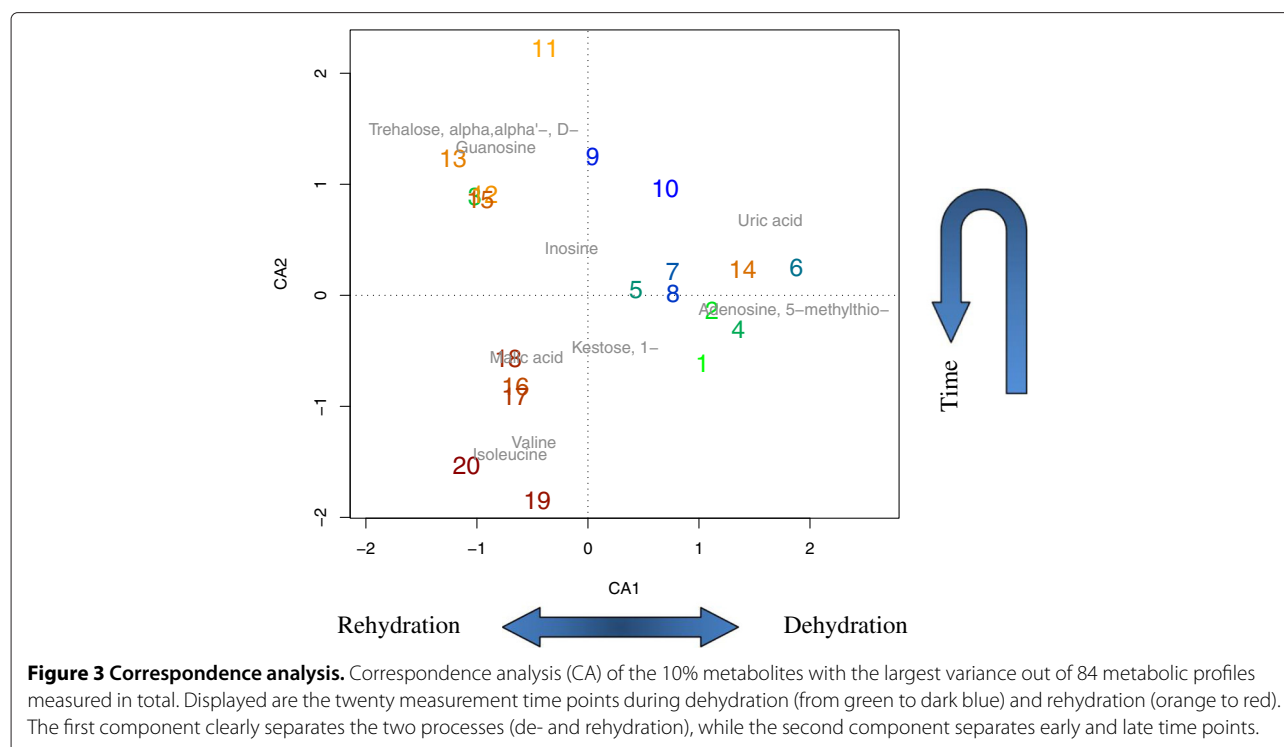 11
2
Trehalose, alpha,alpha'−, D−
Guanosine
13
9
3
12
15
10
1
Uric acid
Inosine
CA2
7
14
6
5
8
0
2
Adenosine, 5−methylthio−
4
Kestose, 1−
18
Malic acid
1
16
17
−1
Time
Valine
Isoleucine
20
19
−2
−2 −1 0 1 2
CA1
Rehydration Dehydration
Figure 3 Correspondence analysis. Correspondence analysis (CA) of the 10% metabolites with the largest variance out of 84 metabolic profiles
measured in total. Displayed are the twenty measurement time points during dehydration (from green to dark blue) and rehydration (orange to red).
The first component clearly separates the two processes (de- and rehydration), while the second component separates early and late time points.